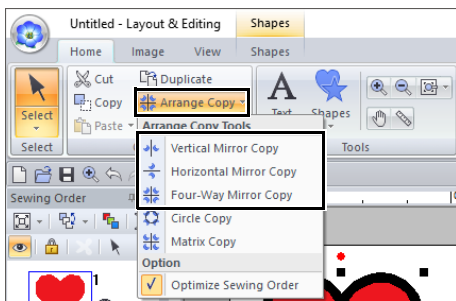 Untitled - Layout & Editing
Shapes
Home
Image
View
Shapes
Select
Cut
Copy
Paste
Duplicate
Arrange Copy
Text
Shapes
Select
Tools
Arrange Copy Tools
Vertical Mirror Copy
Horizontal Mirror Copy
Four-Way Mirror Copy
Circle Copy
Matrix Copy
Option
Optimize Sewing Order
Sewing Order
1